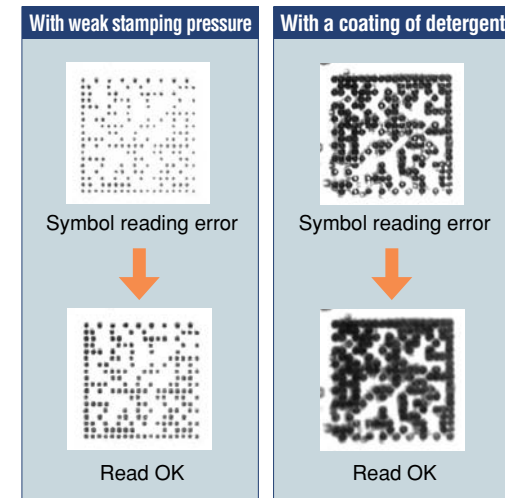 With weak stamping pressure
Symbol reading error
Read OK
With a coating of detergent
Symbol reading error
Read OK